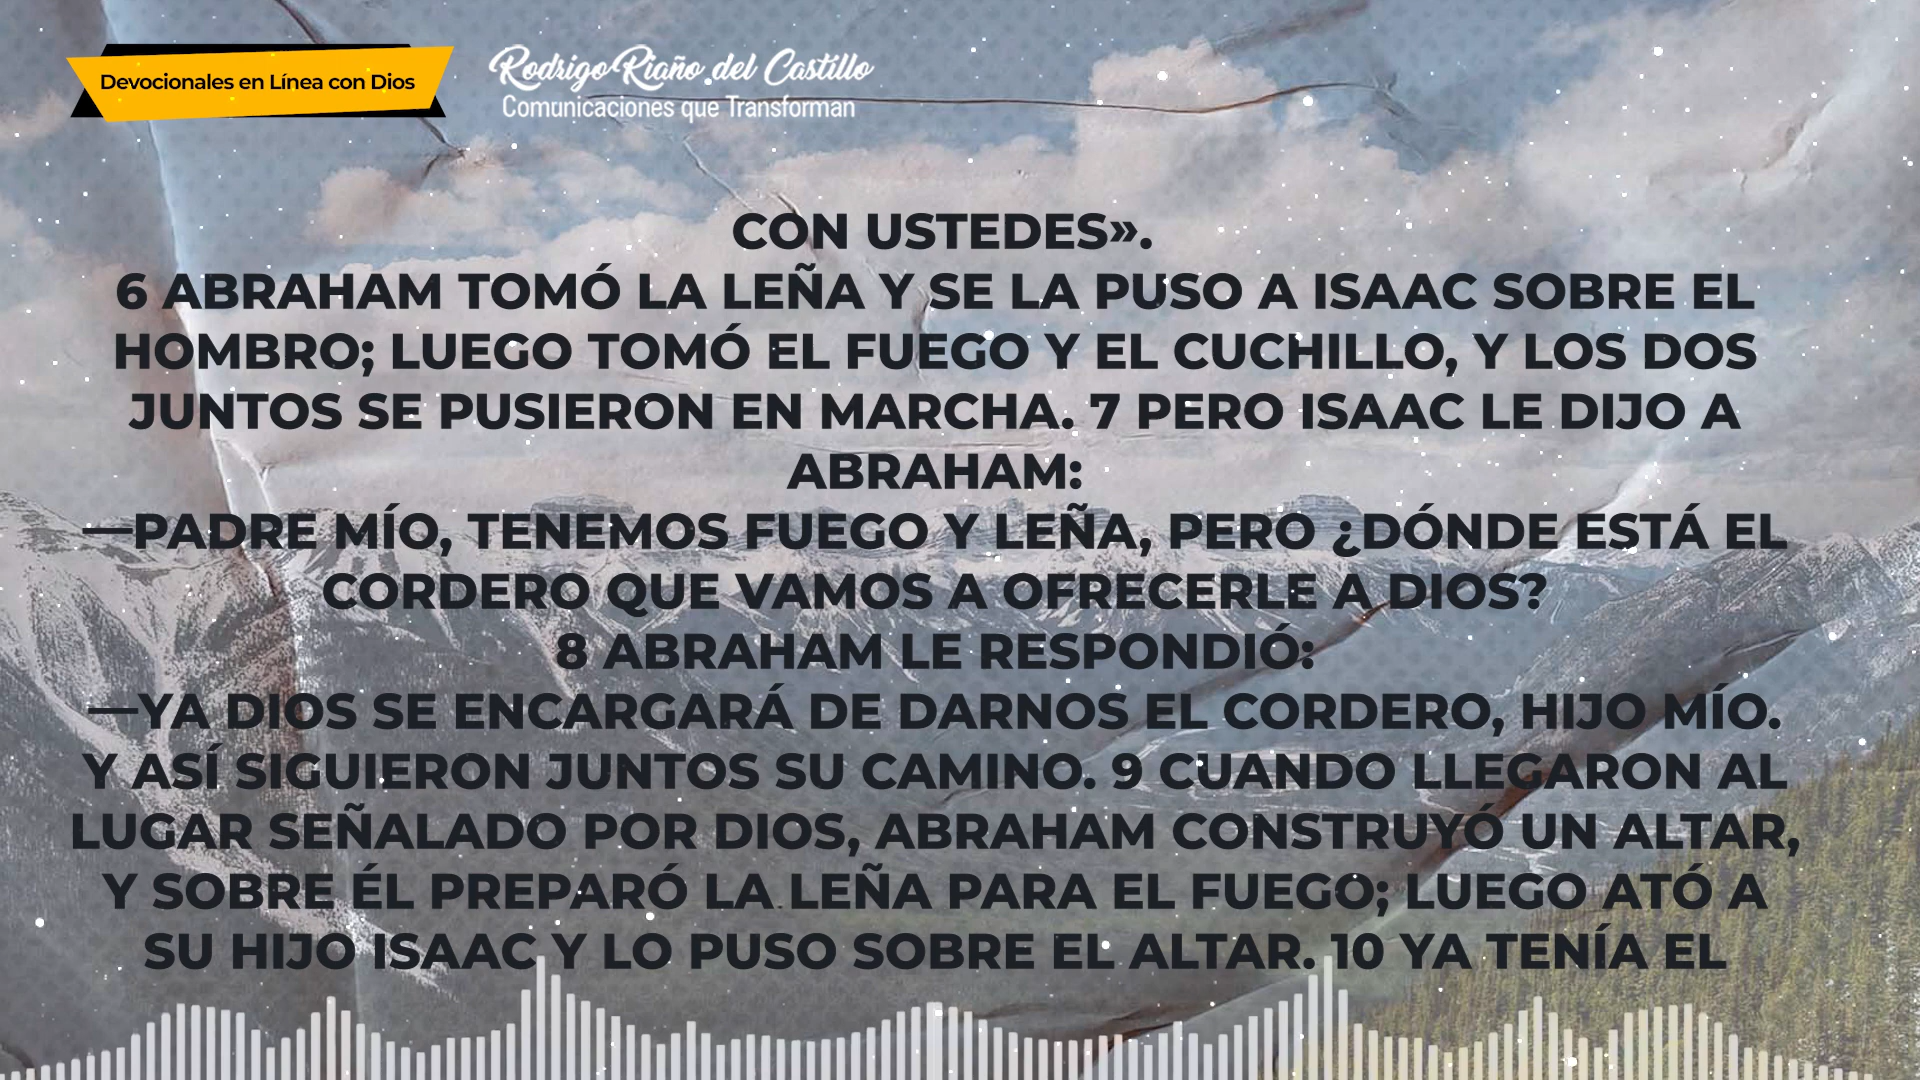 Devocionales en Línea con Dios
Rodrigo Riaño del Castillo
Comunicaciones que Transforman
CON USTEDES».
6 ABRAHAM TOMÓ LA LEÑA Y SE LA PUSO A ISAAC SOBRE EL
HOMBRO; LUEGO TOMÓ EL FUEGO Y EL CUCHILLO, Y LOS DOS
JUNTOS SE PUSIERON EN MARCHA. 7 PERO ISAAC LE DIJO A
ABRAHAM:
—PADRE MÍO, TENEMOS FUEGO Y LEÑA, PERO ¿DÓNDE ESTÁ EL
CORDERO QUE VAMOS A OFRECERLE A DIOS?
8 ABRAHAM LE RESPONDIÓ:
—YA DIOS SE ENCARGARÁ DE DARNOS EL CORDERO, HIJO MÍO.
Y ASÍ SIGUIERON JUNTOS SU CAMINO. 9 CUANDO LLEGARON AL
LUGAR SEÑALADO POR DIOS, ABRAHAM CONSTRUYÓ UN ALTAR,
Y SOBRE ÉL PREPARÓ LA LEÑA PARA EL FUEGO; LUEGO ATÓ A
SU HIJO ISAAC Y LO PUSO SOBRE EL ALTAR. 10 YA TENÍA EL